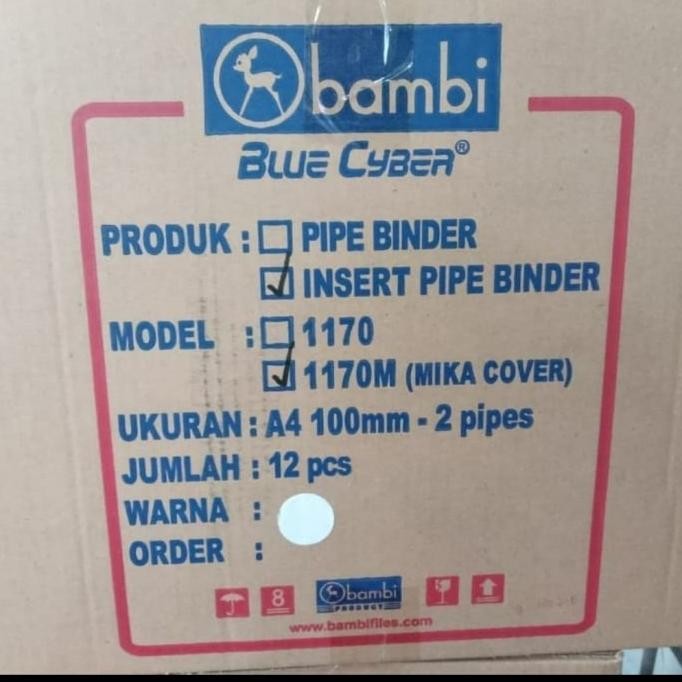 bambi
BLUE CYBER®
PRODUK : PIPE BINDER
INSERT PIPE BINDER
MODEL : 1170
1170M (MIKA COVER)
UKURAN : A4 100mm - 2 pipes
JUMLAH : 12 pcs
WARNA :
ORDER :
8 bambi
PRODUCT
www.bambifiles.com